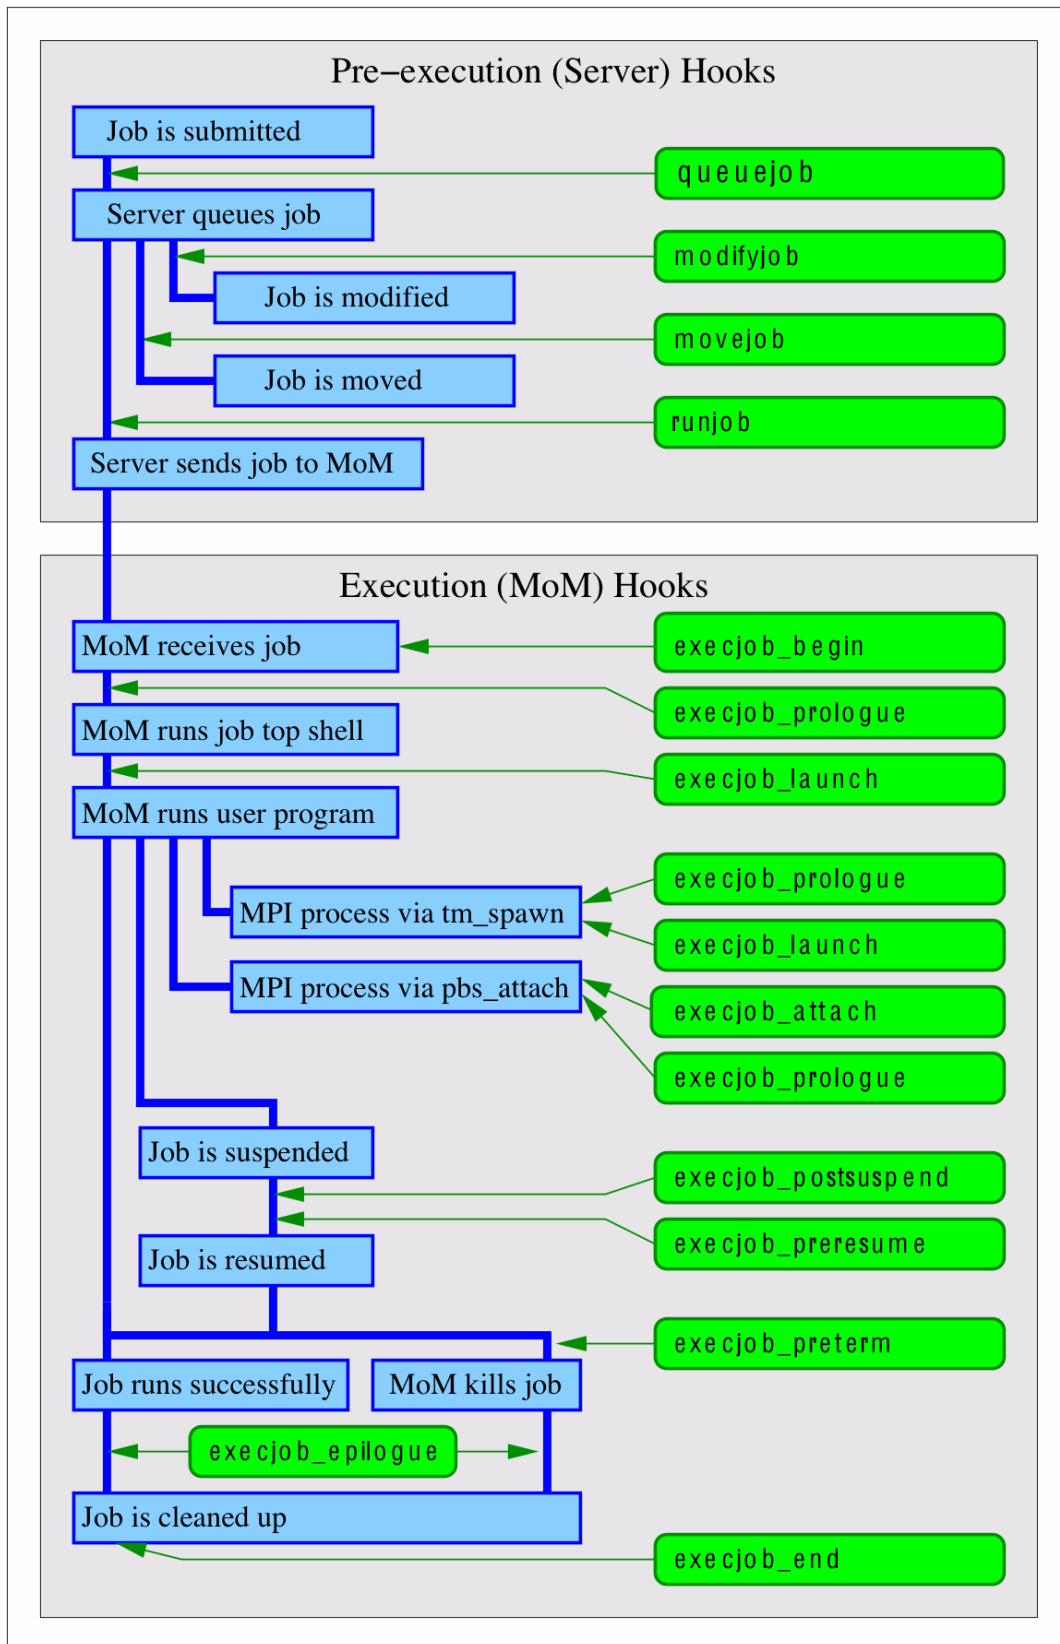 Pre−execution (Server) Hooks
Job is submitted
queuejob
Server queues job
modifyjob
Job is modified
movejob
Job is moved
runjob
Server sends job to MoM
Execution (MoM) Hooks
MoM receives job
execjob_begin
execjob_prologue
MoM runs job top shell
execjob_launch
MoM runs user program
execjob_prologue
MPI process via tm_spawn
execjob_launch
MPI process via pbs_attach
execjob_attach
execjob_prologue
Job is suspended
execjob_postsuspend
execjob_preresume
Job is resumed
execjob_preterm
Job runs successfully
MoM kills job
execjob_epilogue
Job is cleaned up
execjob_end